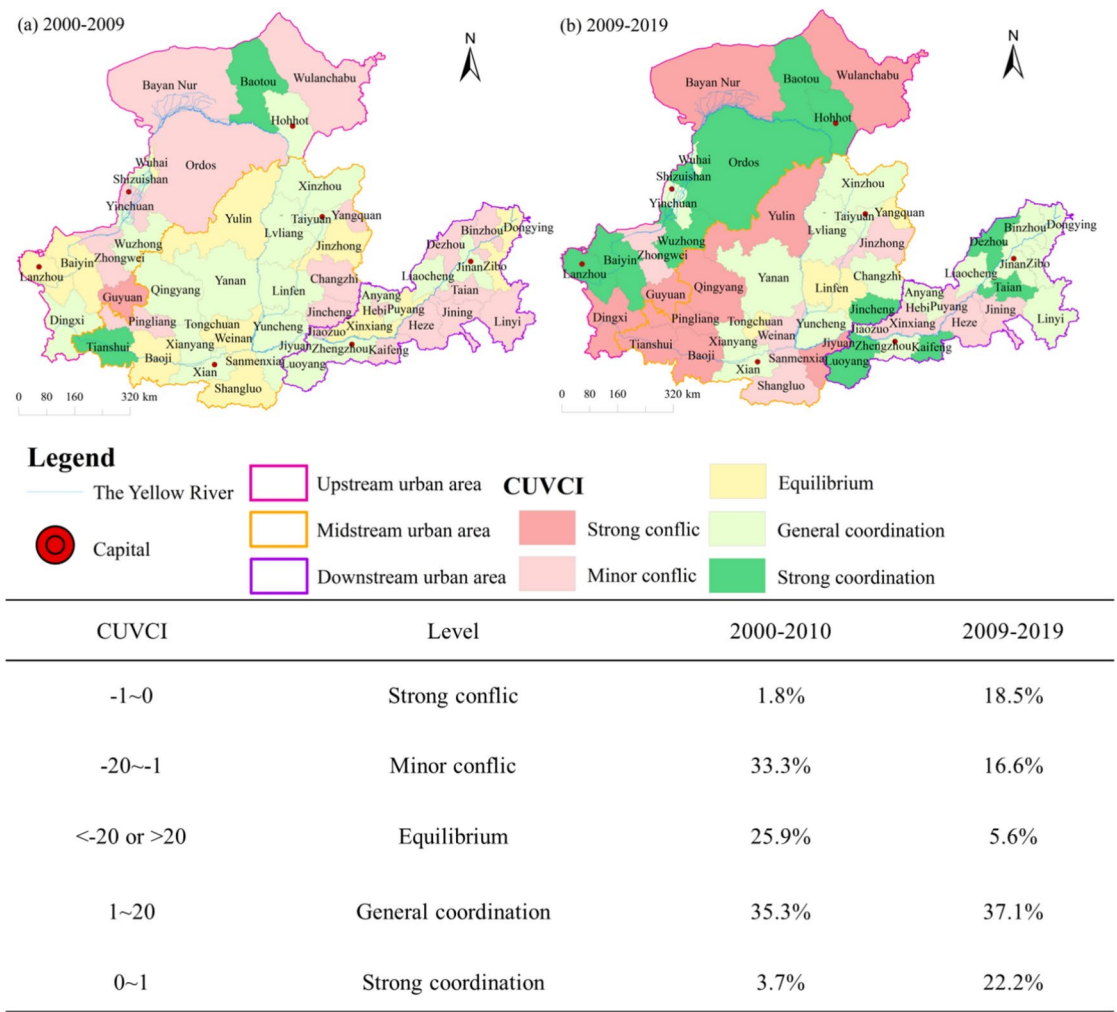 (a) 2000-2009
N
Bayan Nur
Baotou
Wulanchabu
Hohhot
Wuhai
Ordos
Shizuishan
Yinchuan
Xinzhou
Yulin
Taiyuan
Yangquan
Lvliang
Wuzhong
Jinzhong
Baiyin
Zhongwei
Lanzhou
Guyuan
Qingyang
Yanan
Linfen
Changzhi
Dingxi
Pingliang
Tongchuan
Yuncheng
Jincheng
Tianshui
Baoji
Xianyang
Weinan
Xian
Sanmenxia
Shangluo
Jiaozuo
Jiyuan
Zhengzhou
Kaifeng
Luoyang
Anyang
Hebi
Puyang
Xinxiang
Heze
Jining
Linyi
Liaocheng
Taian
Jinan
Zibo
Dezhou
Binzhou
Dongying
0 80 160 320 km
(b) 2009-2019
N
Bayan Nur
Baotou
Wulanchabu
Hohhot
Wuhai
Ordos
Shizuishan
Yinchuan
Xinzhou
Yulin
Taiyuan
Yangquan
Lvliang
Wuzhong
Jinzhong
Baiyin
Zhongwei
Lanzhou
Guyuan
Qingyang
Yanan
Linfen
Changzhi
Dingxi
Pingliang
Tongchuan
Yuncheng
Jincheng
Tianshui
Baoji
Xianyang
Weinan
Xian
Sanmenxia
Shangluo
Jiaozuo
Jiyuan
Zhengzhou
Kaifeng
Luoyang
Anyang
Hebi
Puyang
Xinxiang
Heze
Jining
Linyi
Liaocheng
Taian
Jinan
Zibo
Dezhou
Binzhou
Dongying
0 80 160 320 km
Legend
The Yellow River
Capital
Upstream urban area
Midstream urban area
Downstream urban area
CUVCI
Strong conflic
Minor conflic
Equilibrium
General coordination
Strong coordination
CUVCI Level 2000-2010 2009-2019
-1~0 Strong conflic 1.8% 18.5%
-20~-1 Minor conflic 33.3% 16.6%
<-20 or >20 Equilibrium 25.9% 5.6%
1~20 General coordination 35.3% 37.1%
0~1 Strong coordination 3.7% 22.2%